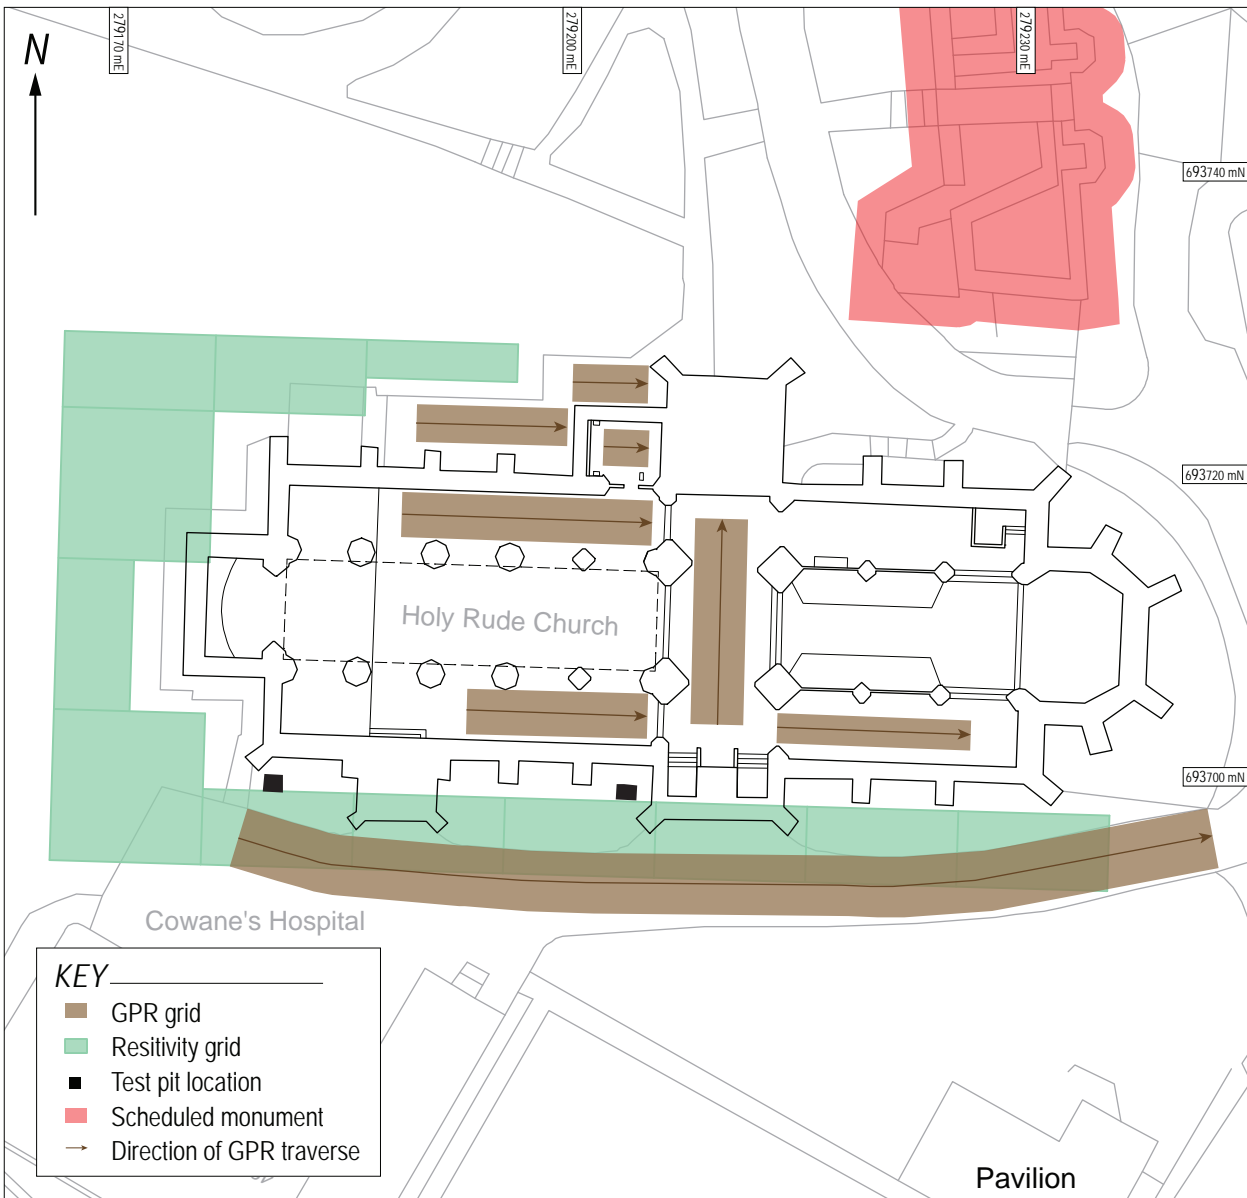 N
279170 mE
279200 mE
279230 mE
693740 mN
693720 mN
Holy Rude Church
693700 mN
Cowane's Hospital
KEY
GPR grid
Resitivity grid
Test pit location
Scheduled monument
Direction of GPR traverse
Pavilion